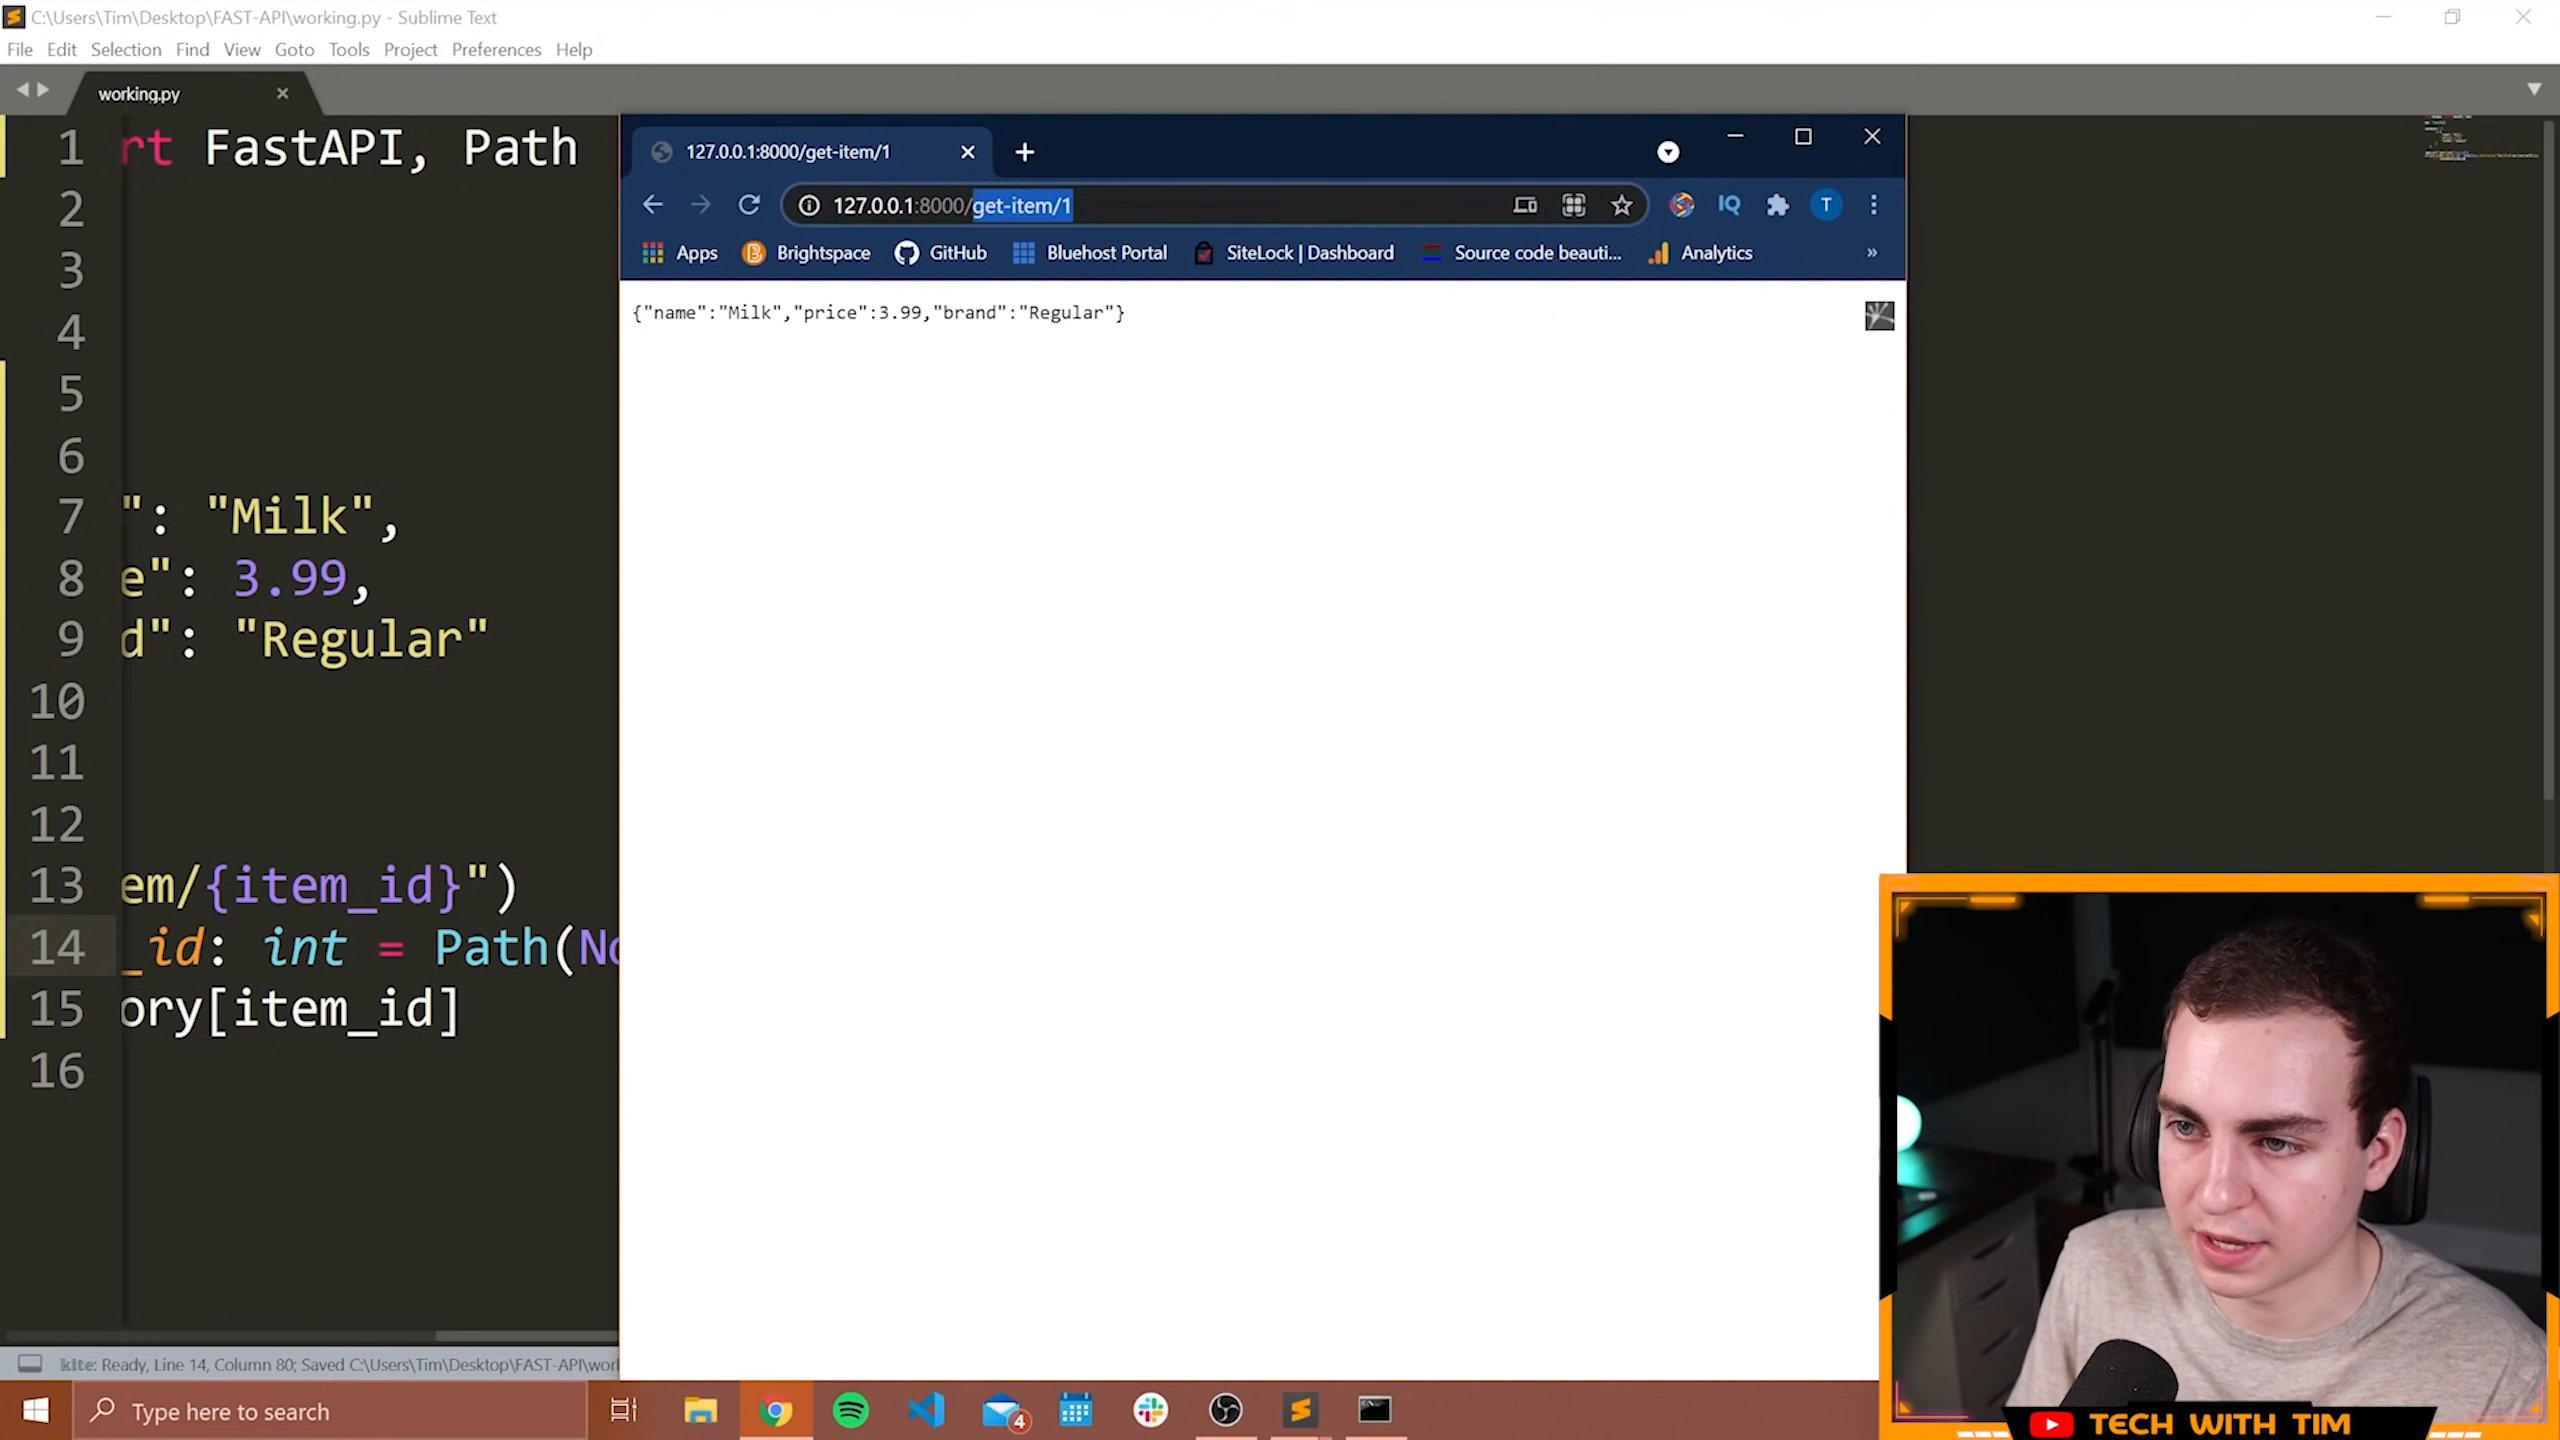 C:\Users\Tim\Desktop\FAST-API\working.py - Sublime Text
File Edit Selection Find View Goto Tools Project Preferences Help
working.py
1 rt FastAPI, Path
2
3
4
5
6
7 ": "Milk",
8 e": 3.99,
9 d": "Regular"
10
11
12
13 em/{item_id}")
14 _id: int = Path(No
15 ory[item_id]
16
kite: Ready, Line 14, Column 80; Saved C:\Users\Tim\Desktop\FAST-API\wor
127.0.0.1:8000/get-item/1
127.0.0.1:8000/get-item/1
IQ T
Apps Brightspace GitHub Bluehost Portal SiteLock | Dashboard Source code beauti... Analytics »
{"name":"Milk","price":3.99,"brand":"Regular"}
Type here to search
4
TECH WITH TIM